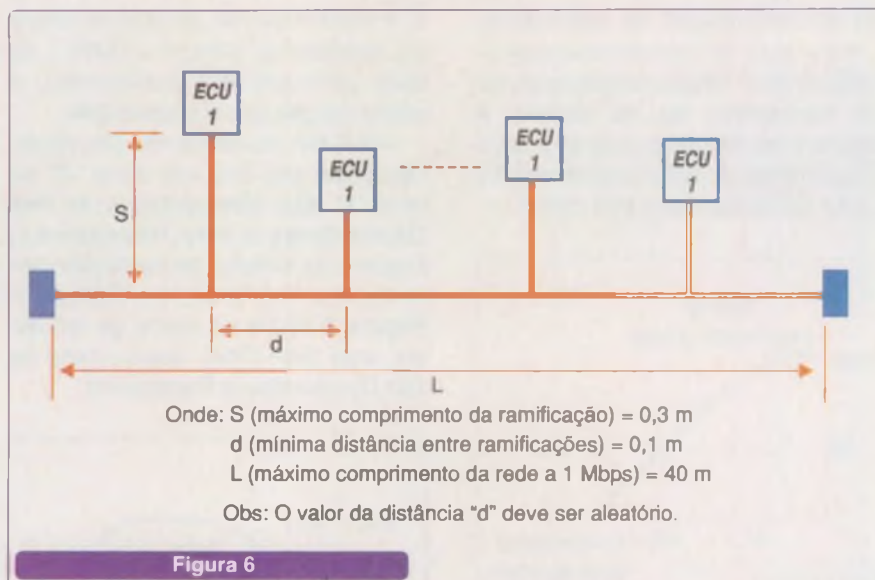 ECU
1
ECU
1
ECU
1
ECU
1
S
d
L
Onde: S (máximo comprimento da ramificação) = 0,3 m
d (mínima distância entre ramificações) = 0,1 m
L (máximo comprimento da rede a 1 Mbps) = 40 m
Obs: O valor da distância "d" deve ser aleatório.
Figura 6